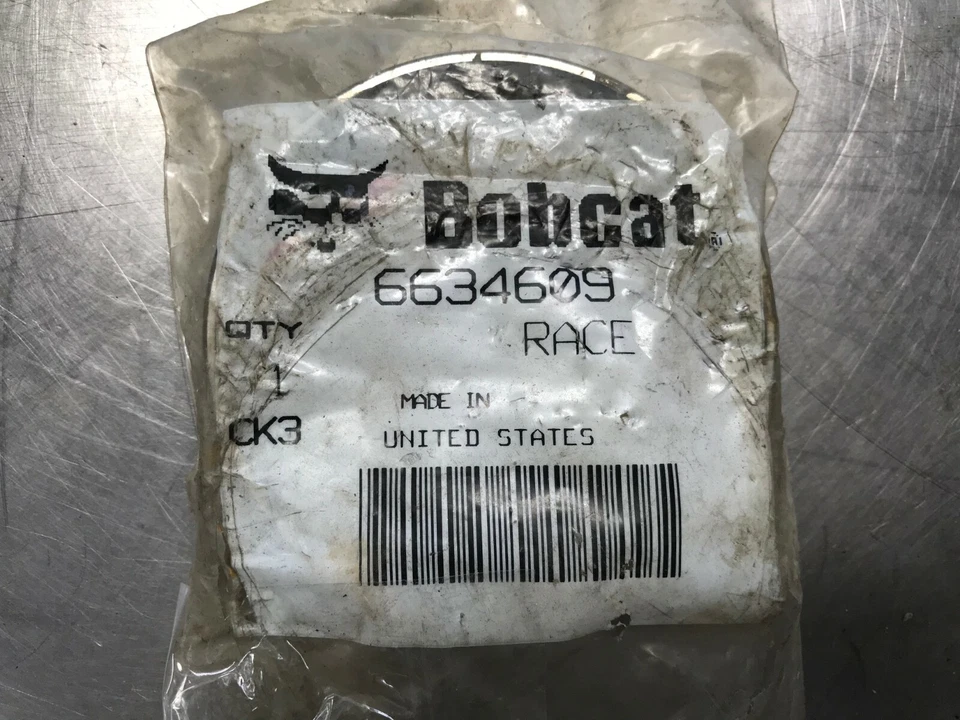 Bobcat
6634609
QTY
RACE
1
MADE IN
CK3
UNITED STATES